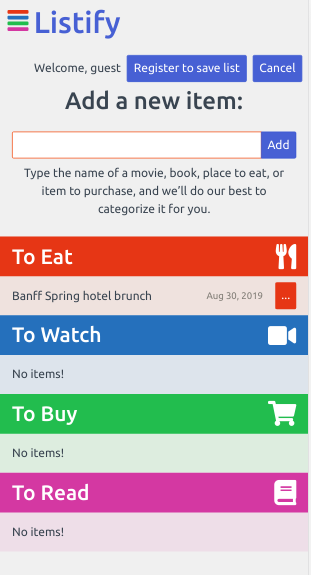 Listify
Welcome, guest Register to save list Cancel
Add a new item:
Add
Type the name of a movie, book, place to eat, or
item to purchase, and we'll do our best to
categorize it for you.
To Eat
Banff Spring hotel brunch Aug 30, 2019 ...
To Watch
No items!
To Buy
No items!
To Read
No items!